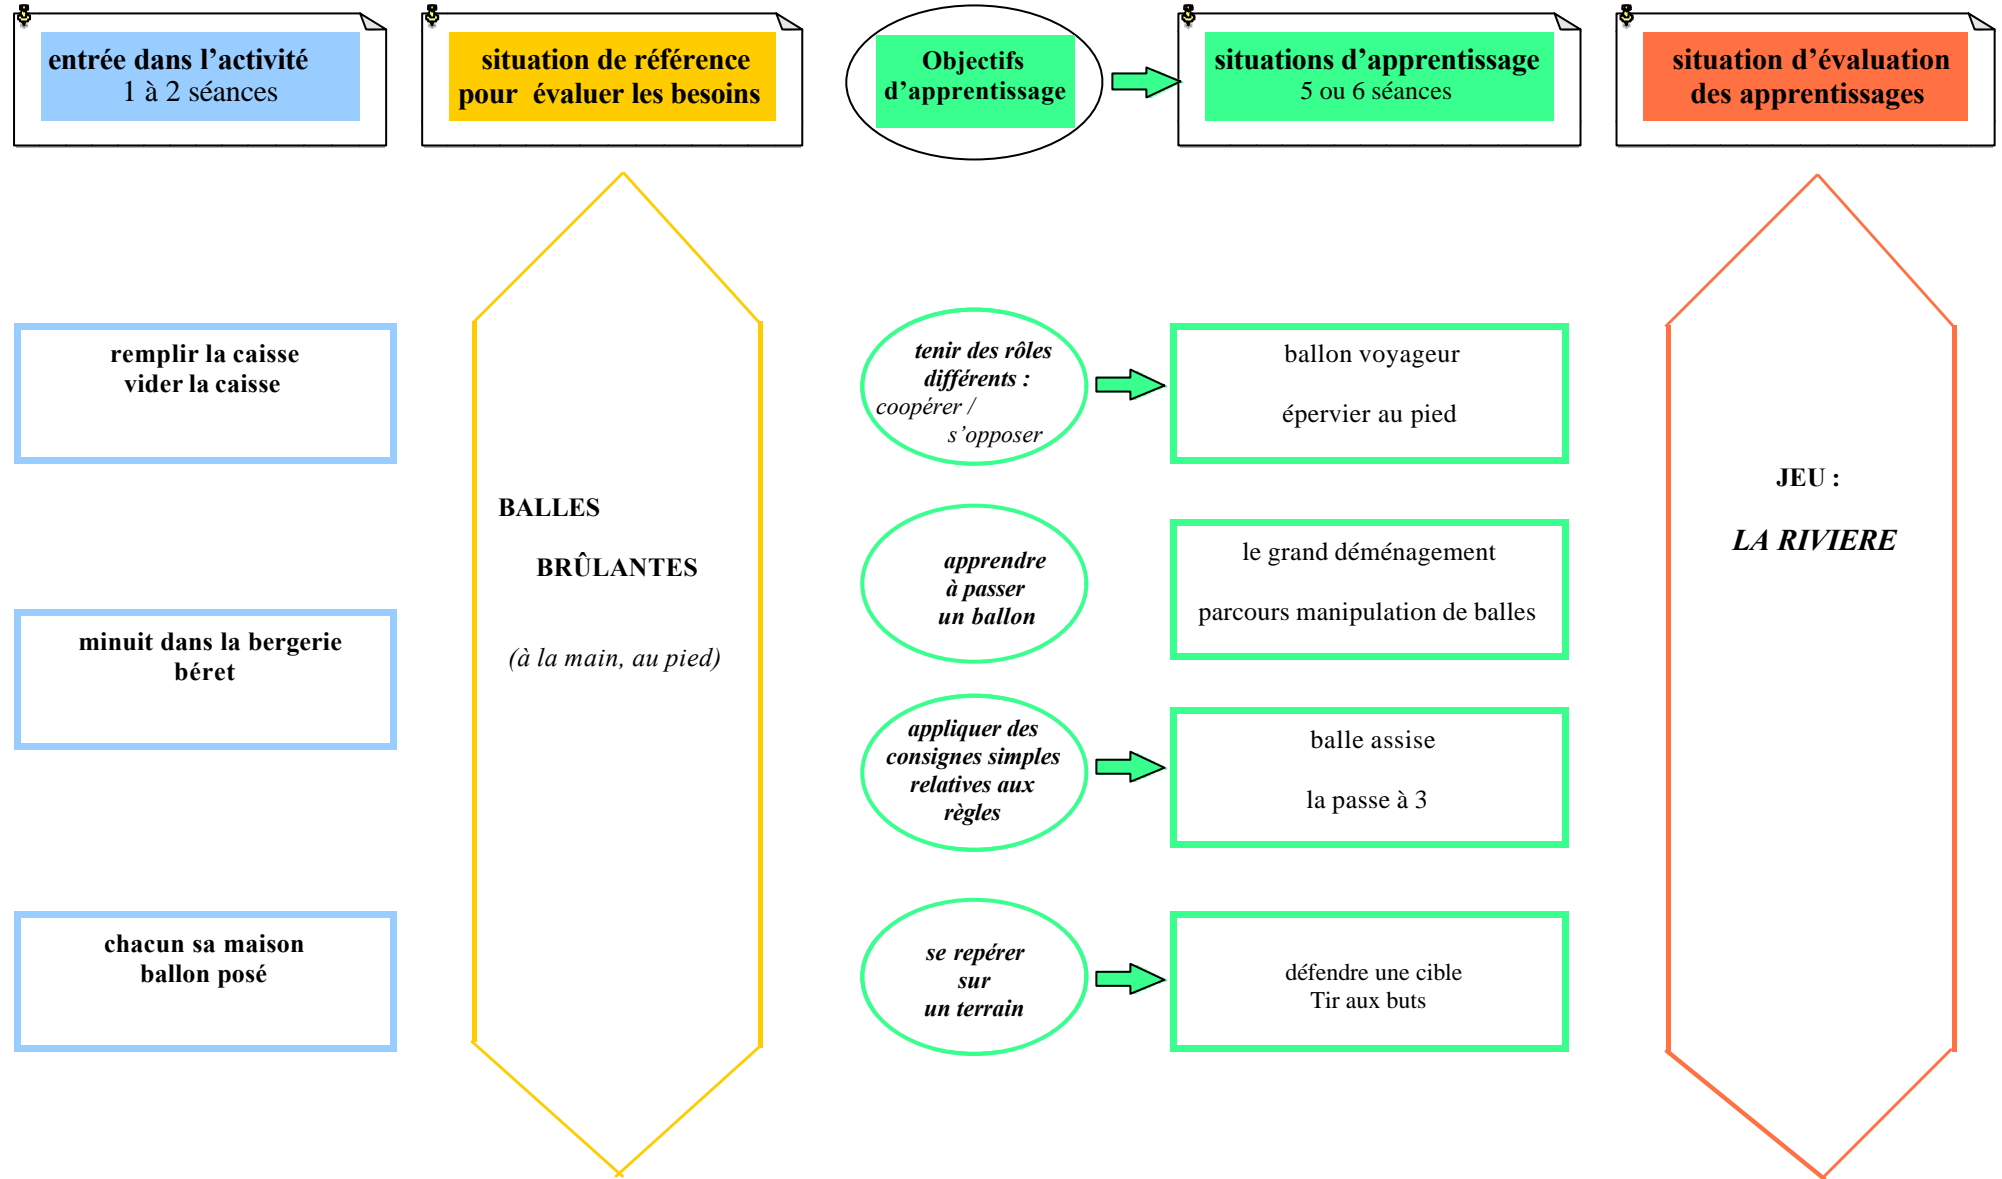 entrée dans l’activité
1 à 2 séances
situation de référence
pour évaluer les besoins
Objectifs
d’apprentissage
situations d’apprentissage
5 ou 6 séances
situation d’évaluation
des apprentissages
remplir la caisse
vider la caisse
minuit dans la bergerie
béret
chacun sa maison
ballon posé
BALLES
BRÛLANTES
(à la main, au pied)
tenir des rôles
différents :
coopérer /
s’opposer
ballon voyageur
épervier au pied
apprendre
à passer
un ballon
le grand déménagement
parcours manipulation de balles
appliquer des
consignes simples
relatives aux
règles
balle assise
la passe à 3
se repérer
sur
un terrain
défendre une cible
Tir aux buts
JEU :
LA RIVIERE